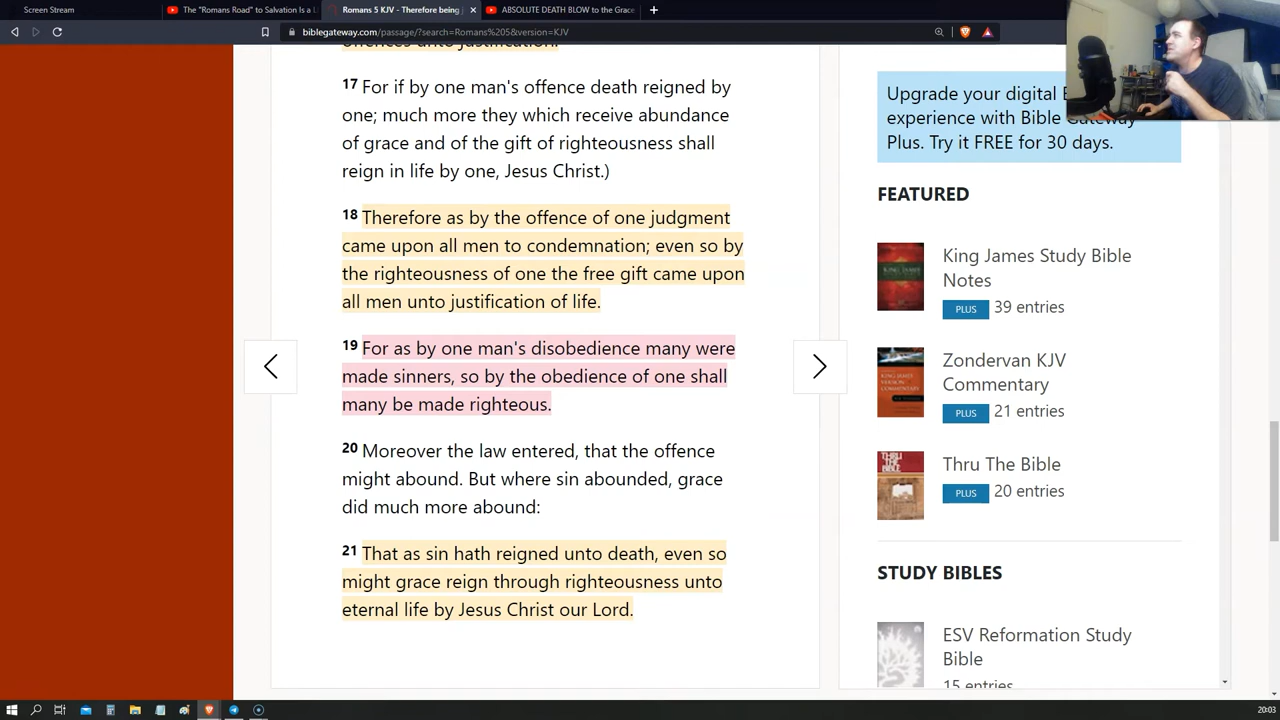 Screen Stream
The "Romans Road" to Salvation Is a L
Romans 5 KJV - Therefore being j
ABSOLUTE DEATH BLOW to the Grace
biblegateway.com/passage/?search=Romans%205&version=KJV
offences unto justification.
17 For if by one man's offence death reigned by
one; much more they which receive abundance
of grace and of the gift of righteousness shall
reign in life by one, Jesus Christ.)
18 Therefore as by the offence of one judgment
came upon all men to condemnation; even so by
the righteousness of one the free gift came upon
all men unto justification of life.
19 For as by one man's disobedience many were
made sinners, so by the obedience of one shall
many be made righteous.
20 Moreover the law entered, that the offence
might abound. But where sin abounded, grace
did much more abound:
21 That as sin hath reigned unto death, even so
might grace reign through righteousness unto
eternal life by Jesus Christ our Lord.
Upgrade your digital
experience with Bible Gateway
Plus. Try it FREE for 30 days.
FEATURED
King James Study Bible
Notes
PLUS 39 entries
Zondervan KJV
Commentary
PLUS 21 entries
Thru The Bible
PLUS 20 entries
STUDY BIBLES
ESV Reformation Study
Bible
15 entries
20:03